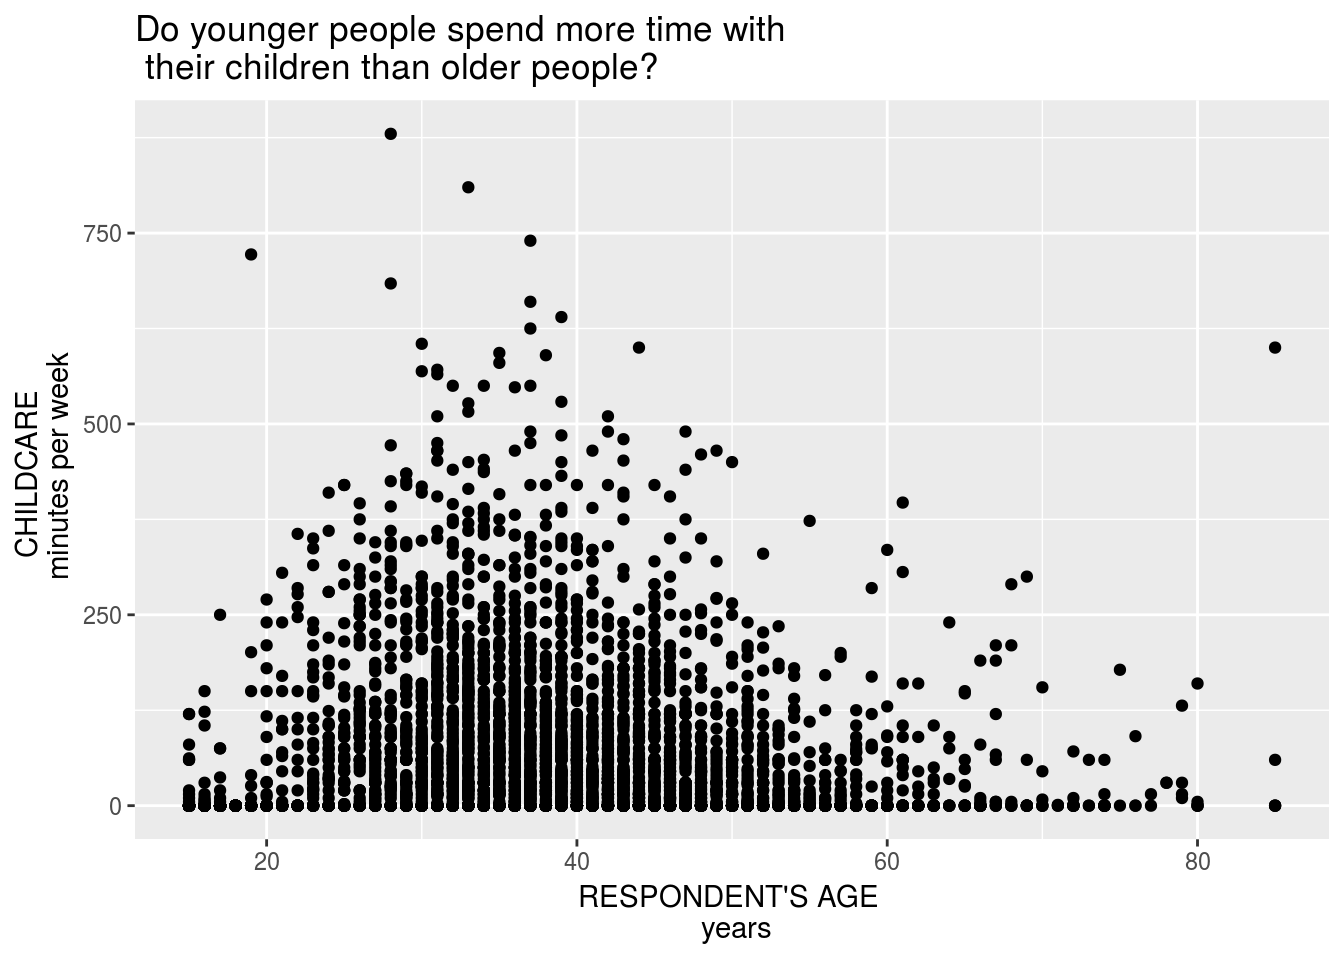 Do younger people spend more time with
their children than older people?
750
500
250
0
CHILDCARE
minutes per week
20 40 60 80
RESPONDENT'S AGE
years